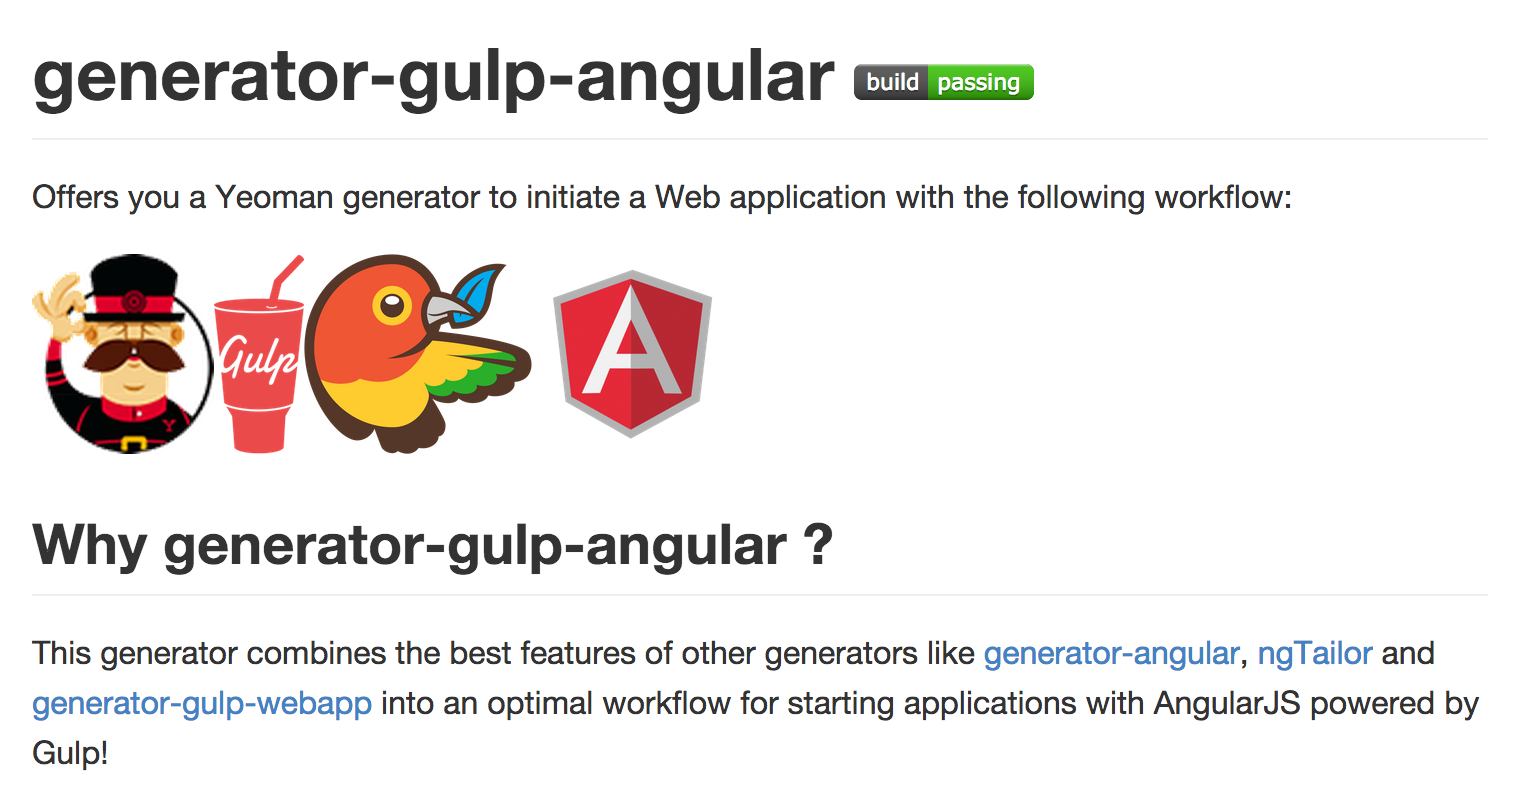 generator-gulp-angular build passing
Offers you a Yeoman generator to initiate a Web application with the following workflow:
Y Gulp A
Why generator-gulp-angular ?
This generator combines the best features of other generators like generator-angular, ngTailor and
generator-gulp-webapp into an optimal workflow for starting applications with AngularJS powered by
Gulp!